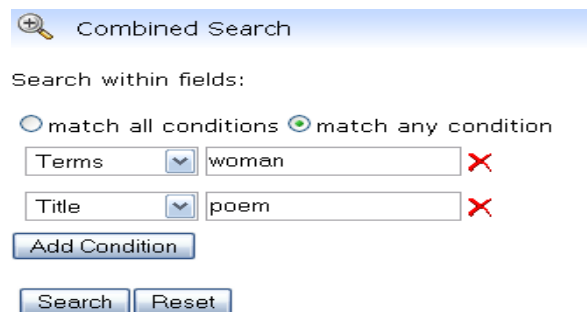 Combined Search
Search within fields:
match all conditions match any condition
Terms woman
Title poem
Add Condition
Search Reset